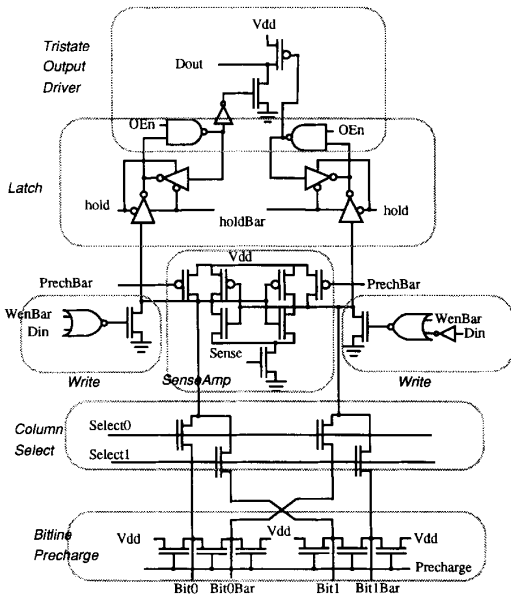 Tristate
Output
Driver
Vdd
Dout
OEn
OEn
Latch
hold
holdBar
hold
Vdd
PrechBar
PrechBar
WenBar
Din
WenBar
Din
Sense
Write
SenseAmp
Write
Column
Select
Select0
Select1
Bitline
Precharge
Vdd
Vdd
Vdd
Precharge
Bit0
Bit0Bar
Bit1
Bit1Bar